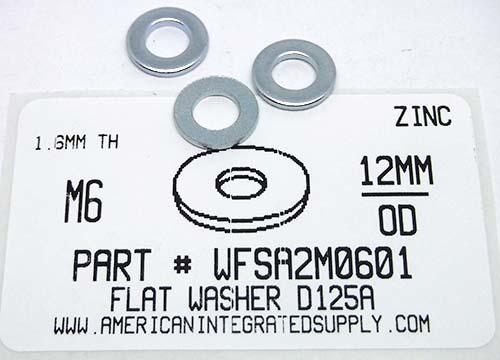 ZINC
1.6MM TH
M6
12MM
OD
PART # WFSA2M0601
FLAT WASHER D125A
WWW.AMERICANINTEGRATEDSUPPLY.COM